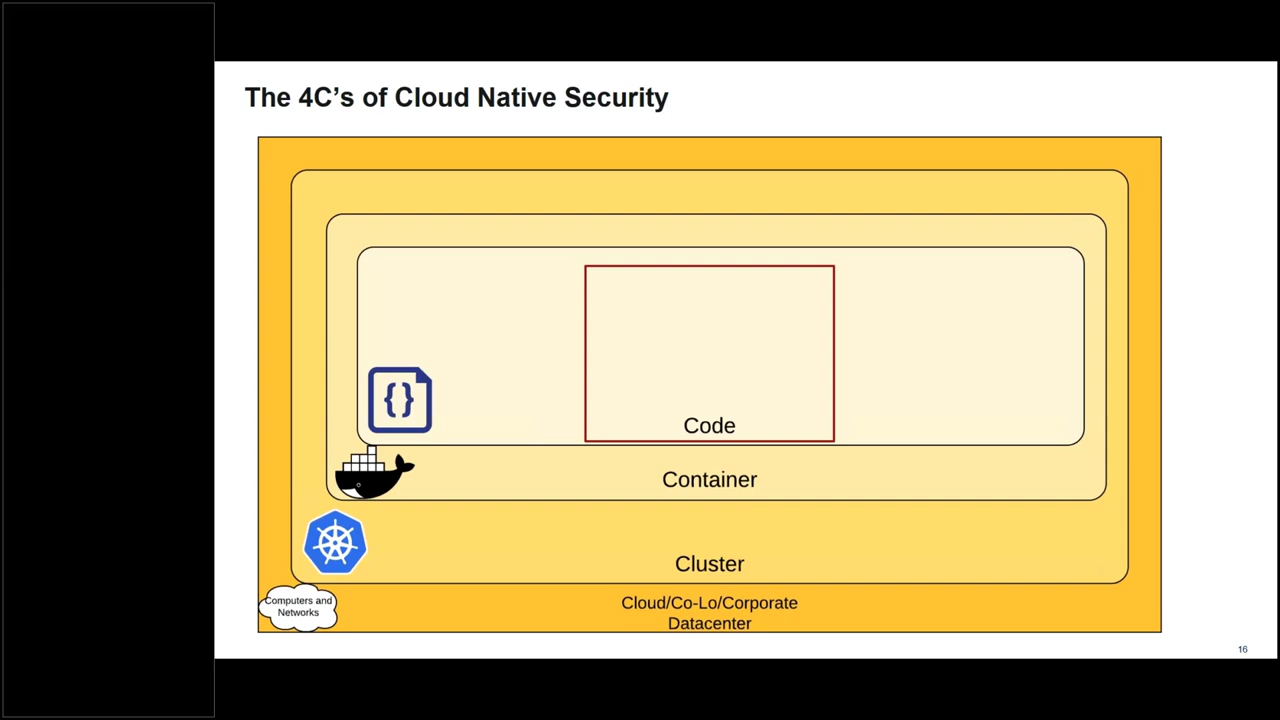 The 4C’s of Cloud Native Security
{}
Code
Container
Cluster
Computers and
Networks
Cloud/Co-Lo/Corporate
Datacenter
16